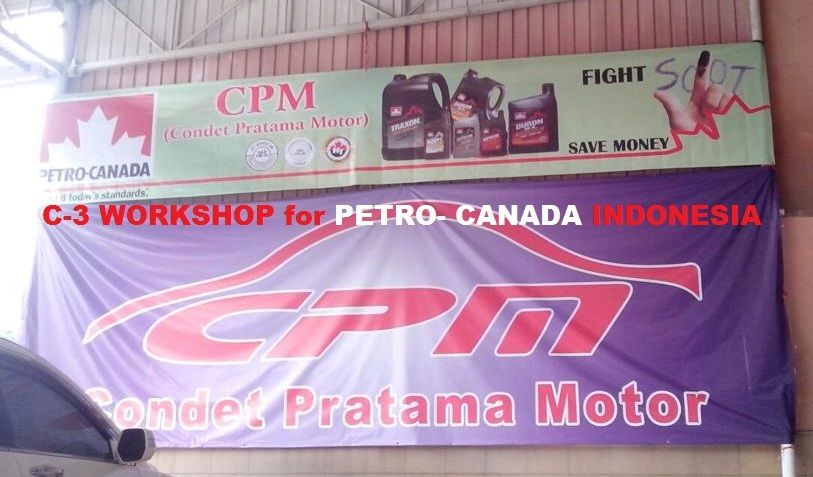 CPM
(Condet Pratama Motor)
PETRO-CANADA
today's standards.
TRAXON
DURON
FIGHT SOOT
SAVE MONEY
C-3 WORKSHOP for PETRO- CANADA INDONESIA
CPM
Condet Pratama Motor